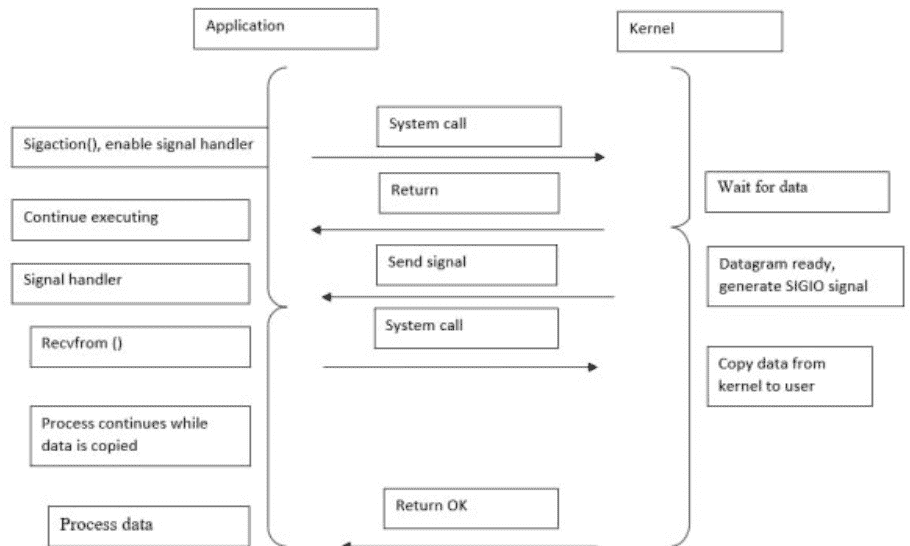 Application
Kernel
System call
Sigaction(), enable signal handler
Return
Wait for data
Continue executing
Send signal
Datagram ready,
generate SIGIO signal
Signal handler
System call
Recvfrom ()
Copy data from
kernel to user
Process continues while
data is copied
Return OK
Process data